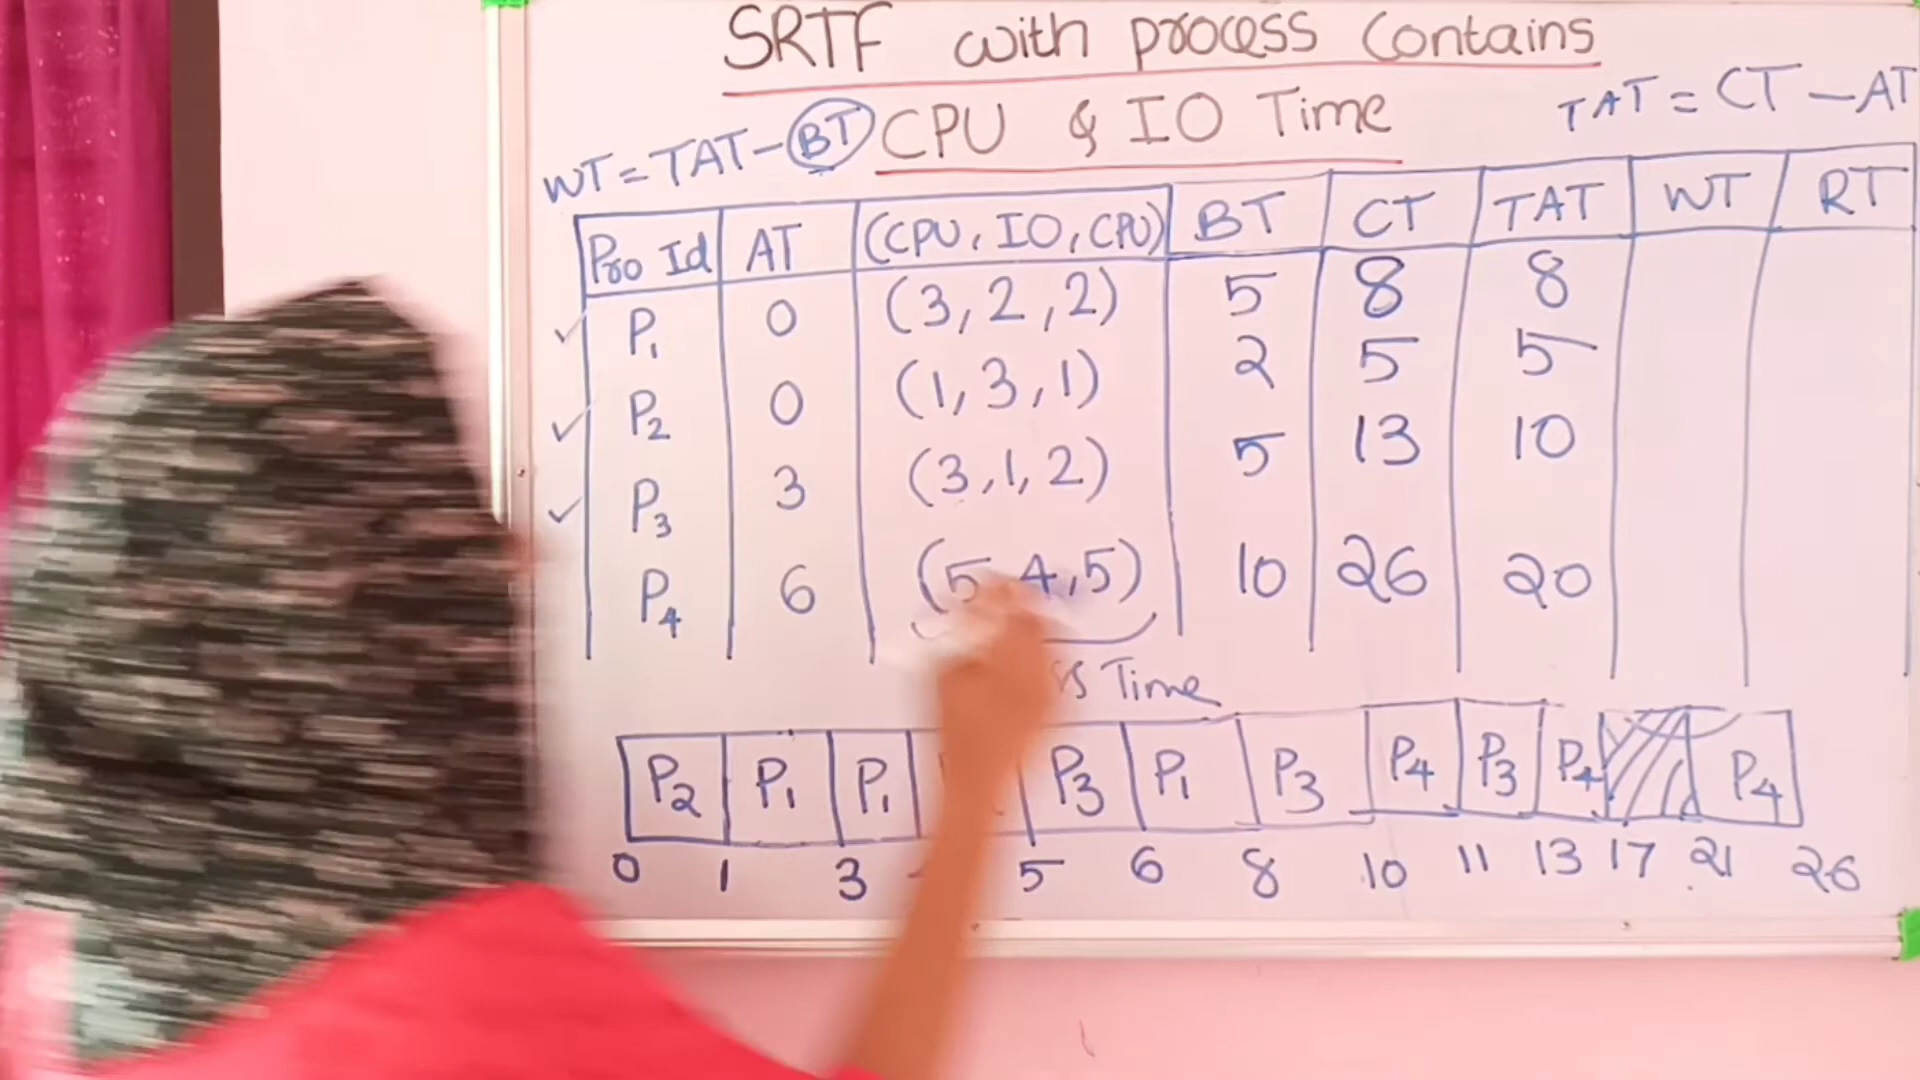 SRTF with process Contains
CPU & IO Time
TAT = CT - AT
WT = TAT - BT
Pro Id AT (CPU, IO, CPU) BT CT TAT WT RT
P1 0 (3, 2, 2) 5 8 8
P2 0 (1, 3, 1) 2 5 5
P3 3 (3, 1, 2) 5 13 10
P4 6 (5 4, 5) 10 26 20
Time
P2 P1 P1 P3 P1 P3 P4 P3 P4 P4
0 1 3 5 6 8 10 11 13 17 21 26